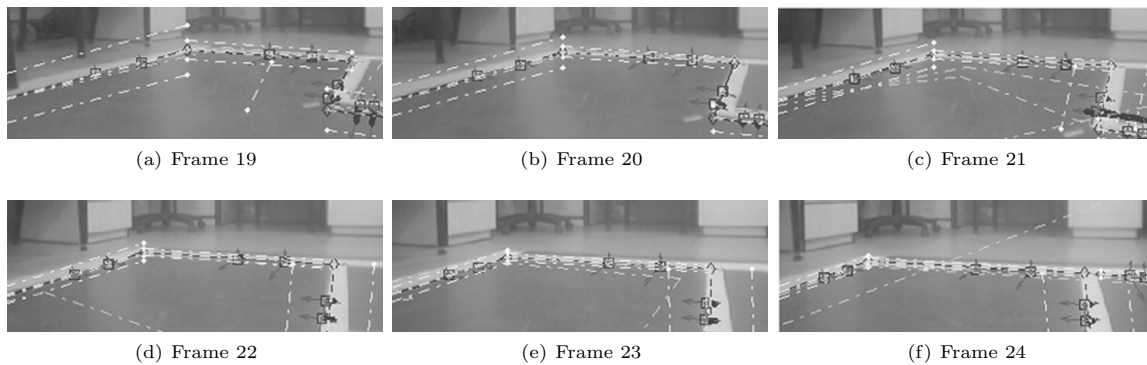 (a) Frame 19
(b) Frame 20
(c) Frame 21
(d) Frame 22
(e) Frame 23
(f) Frame 24